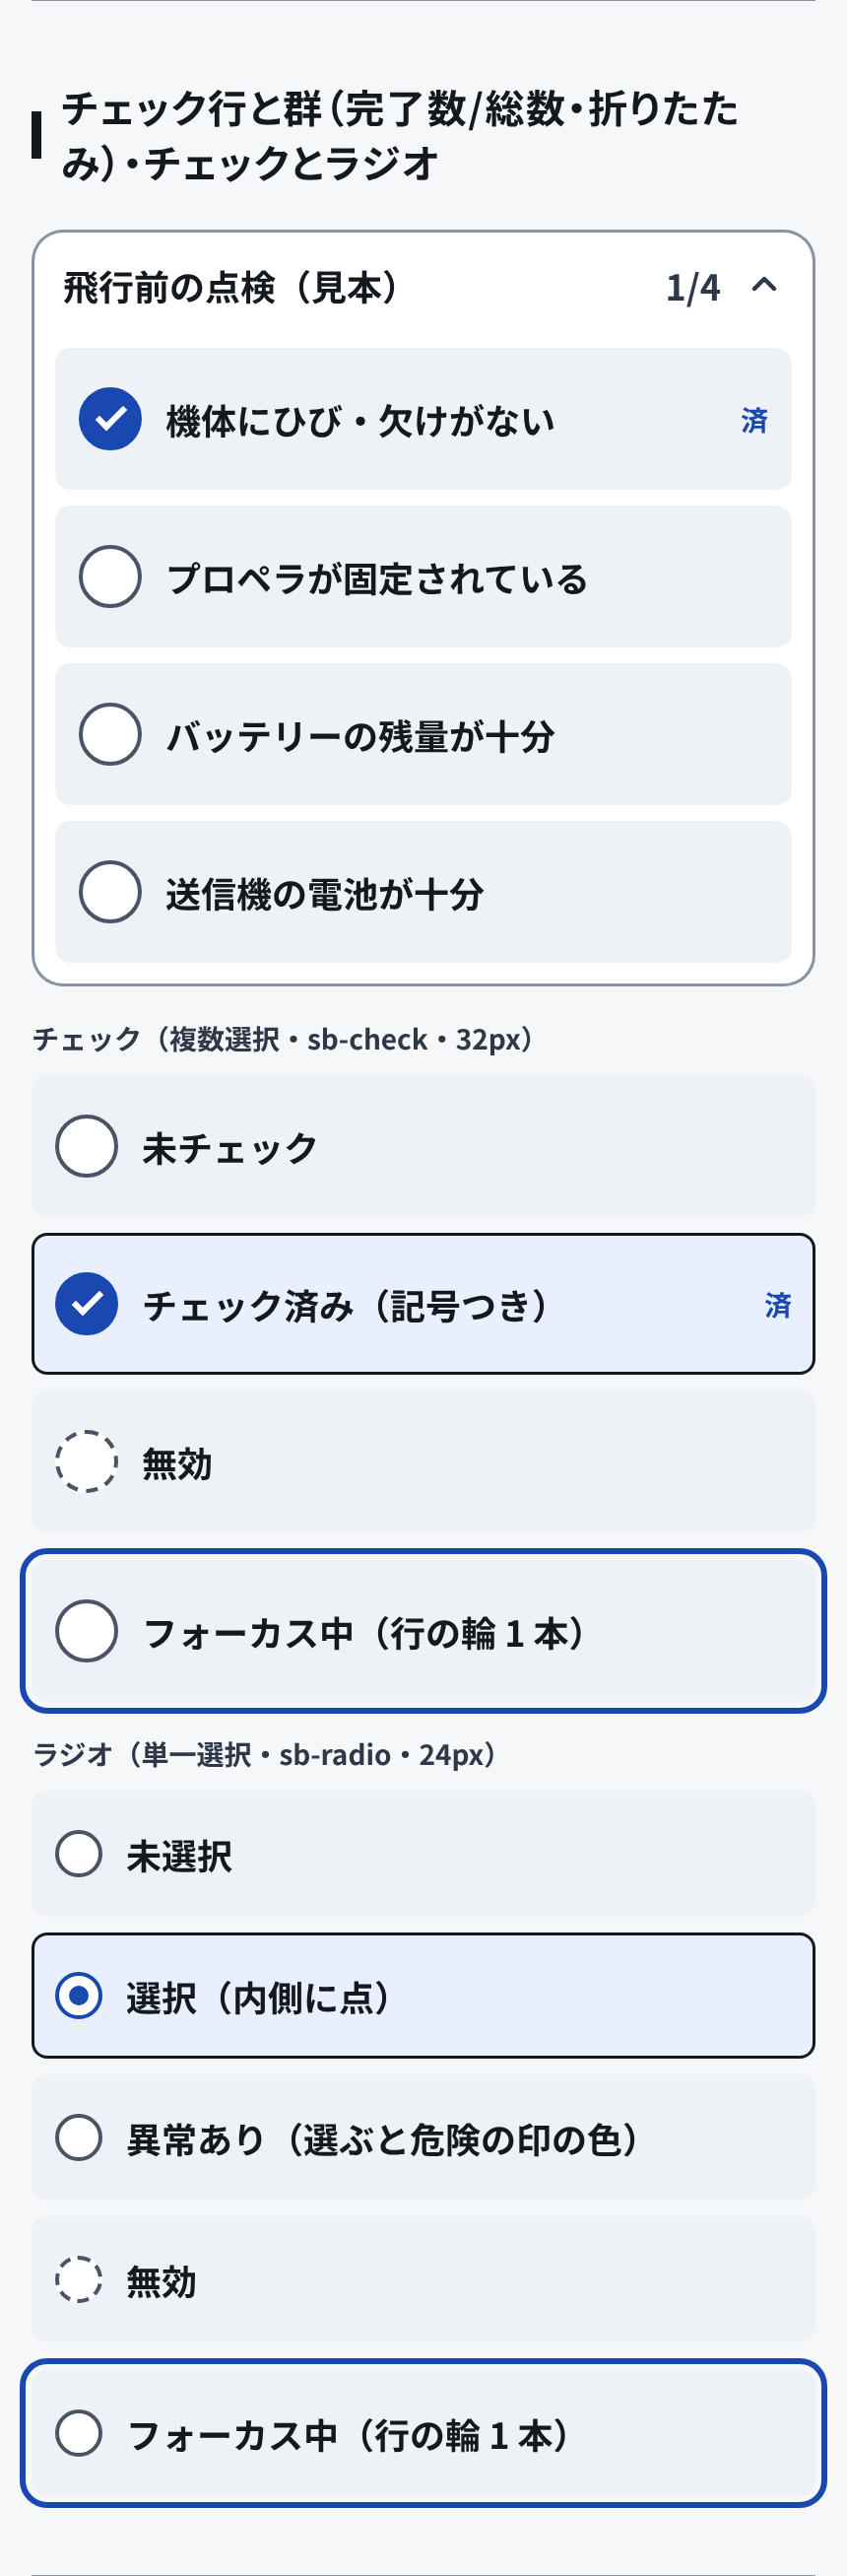 チェック行と群（完了数/総数・折りたた
み）・チェックとラジオ
飛行前の点検（見本） 1/4
機体にひび・欠けがない 済
プロペラが固定されている
バッテリーの残量が十分
送信機の電池が十分
チェック（複数選択・sb-check・32px）
未チェック
チェック済み（記号つき） 済
無効
フォーカス中（行の輪 1 本）
ラジオ（単一選択・sb-radio・24px）
未選択
選択（内側に点）
異常あり（選ぶと危険の印の色）
無効
フォーカス中（行の輪 1 本）